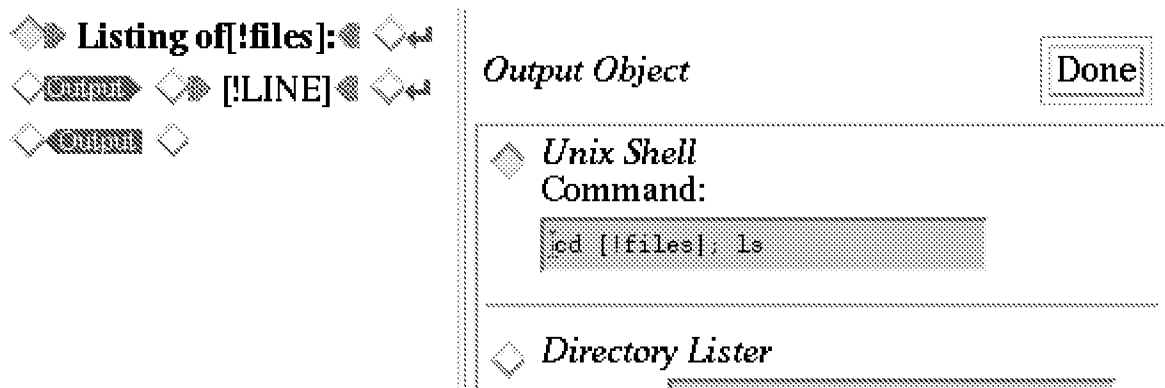 Listing of[!files]:
Output [!LINE]
Output
Output Object
Done
Unix Shell
Command:
cd [!files]; ls
Directory Lister